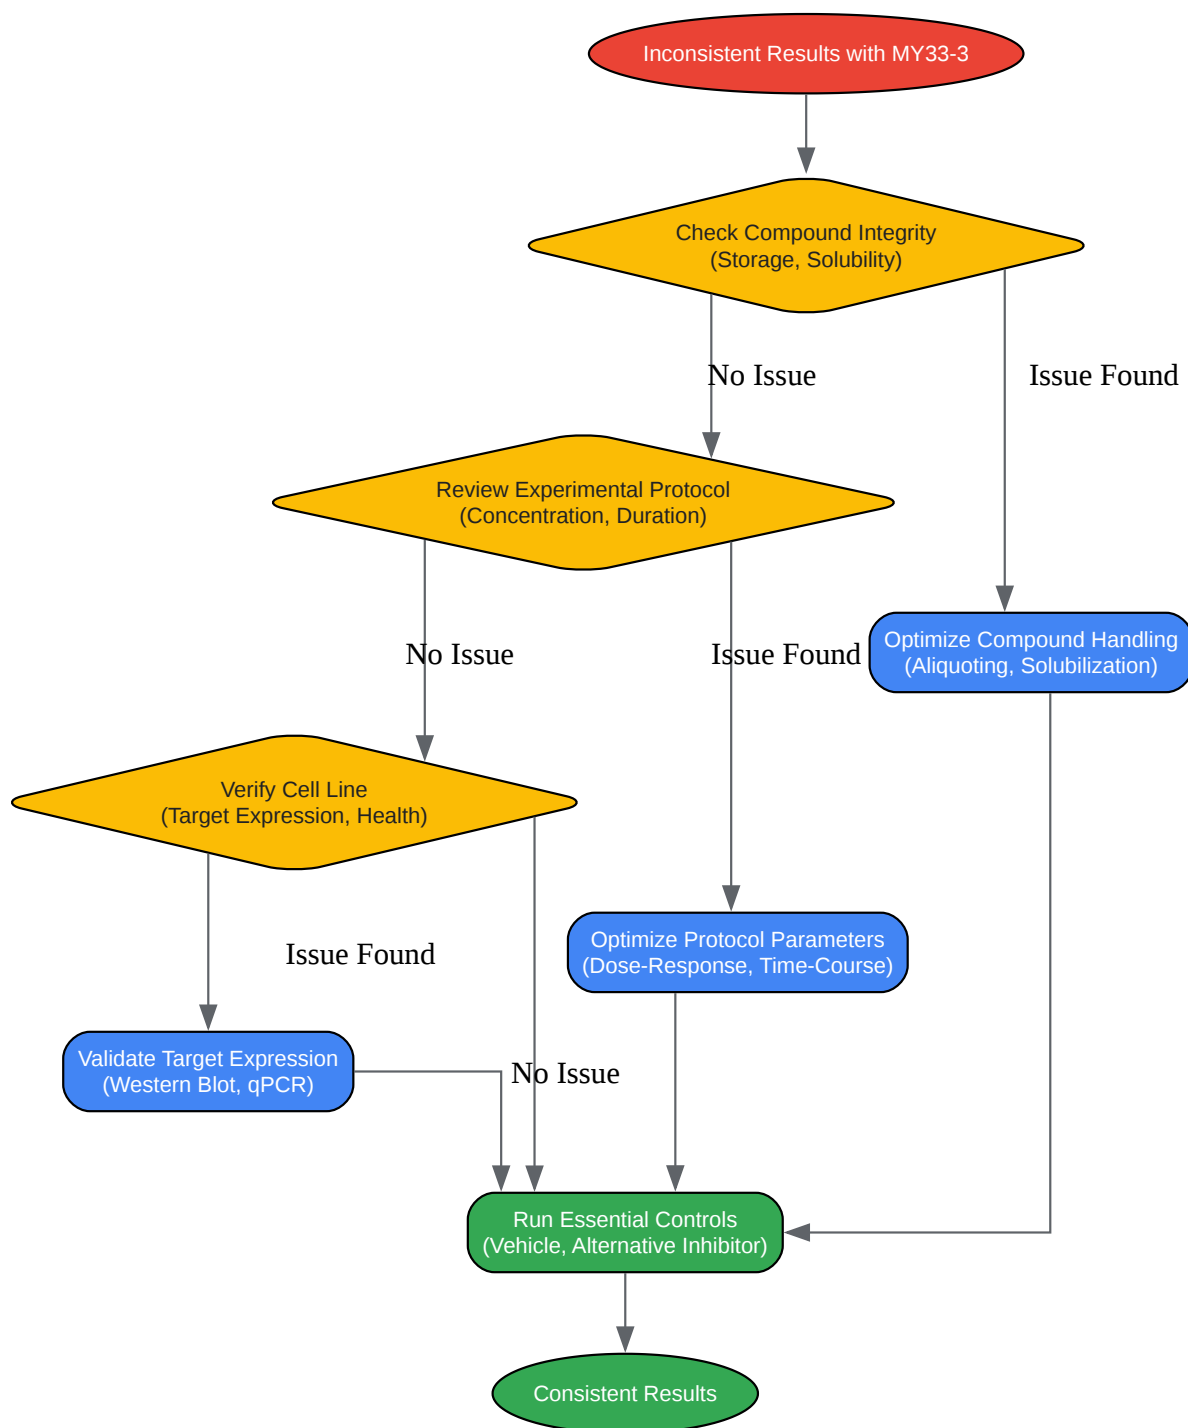 Inconsistent Results with MY33-3
Check Compound Integrity
(Storage, Solubility)
No Issue
Issue Found
Review Experimental Protocol
(Concentration, Duration)
No Issue
Issue Found
Optimize Compound Handling
(Aliquoting, Solubilization)
Verify Cell Line
(Target Expression, Health)
Issue Found
Optimize Protocol Parameters
(Dose-Response, Time-Course)
Validate Target Expression
(Western Blot, qPCR)
No Issue
Run Essential Controls
(Vehicle, Alternative Inhibitor)
Consistent Results